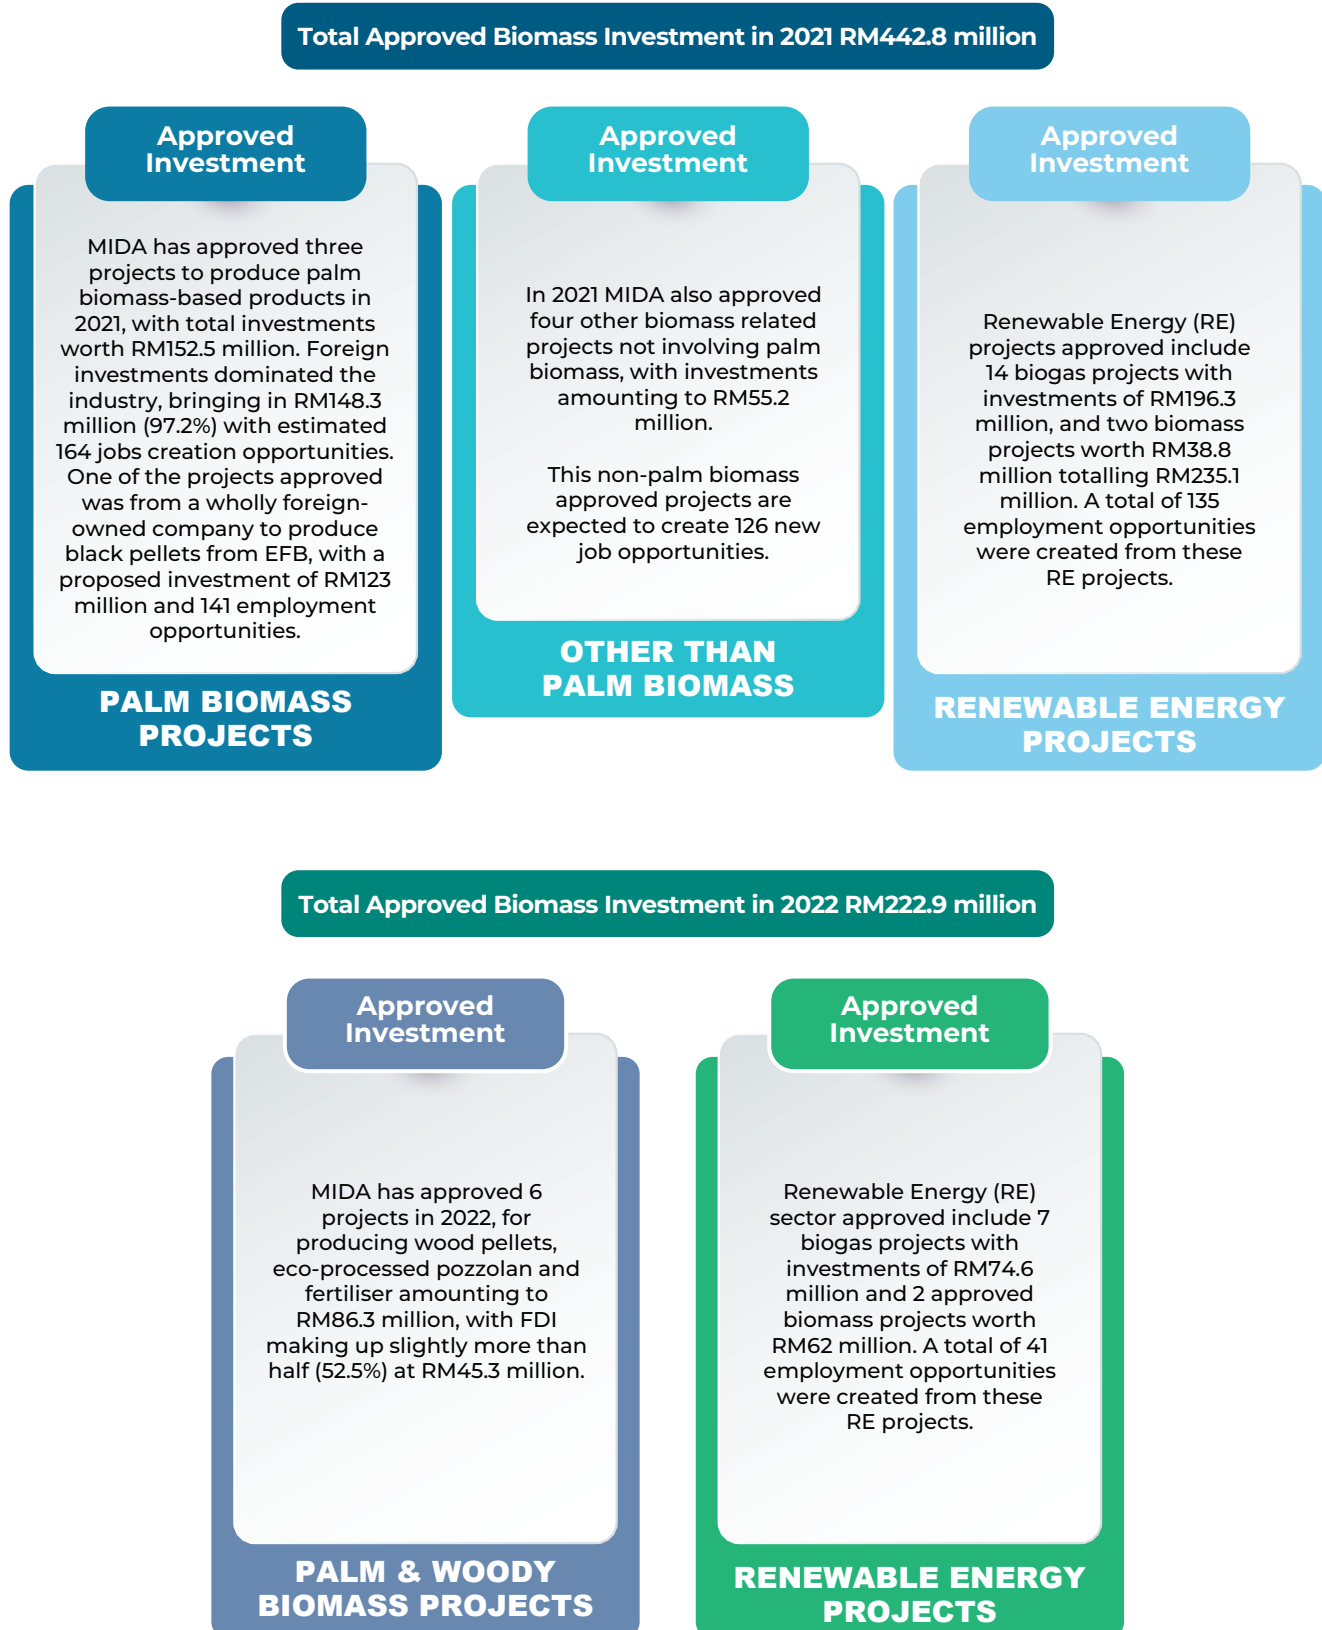 Total Approved Biomass Investment in 2021 RM442.8 million
Approved
Investment
MIDA has approved three
projects to produce palm
biomass-based products in
2021, with total investments
worth RM152.5 million. Foreign
investments dominated the
industry, bringing in RM148.3
million (97.2%) with estimated
164 jobs creation opportunities.
One of the projects approved
was from a wholly foreign-
owned company to produce
black pellets from EFB, with a
proposed investment of RM123
million and 141 employment
opportunities.
PALM BIOMASS
PROJECTS
Approved
Investment
In 2021 MIDA also approved
four other biomass related
projects not involving palm
biomass, with investments
amounting to RM55.2
million.
This non-palm biomass
approved projects are
expected to create 126 new
job opportunities.
OTHER THAN
PALM BIOMASS
Approved
Investment
Renewable Energy (RE)
projects approved include
14 biogas projects with
investments of RM196.3
million, and two biomass
projects worth RM38.8
million totalling RM235.1
million. A total of 135
employment opportunities
were created from these
RE projects.
RENEWABLE ENERGY
PROJECTS
Total Approved Biomass Investment in 2022 RM222.9 million
Approved
Investment
MIDA has approved 6
projects in 2022, for
producing wood pellets,
eco-processed pozzolan and
fertiliser amounting to
RM86.3 million, with FDI
making up slightly more than
half (52.5%) at RM45.3 million.
PALM & WOODY
BIOMASS PROJECTS
Approved
Investment
Renewable Energy (RE)
sector approved include 7
biogas projects with
investments of RM74.6
million and 2 approved
biomass projects worth
RM62 million. A total of 41
employment opportunities
were created from these
RE projects.
RENEWABLE ENERGY
PROJECTS